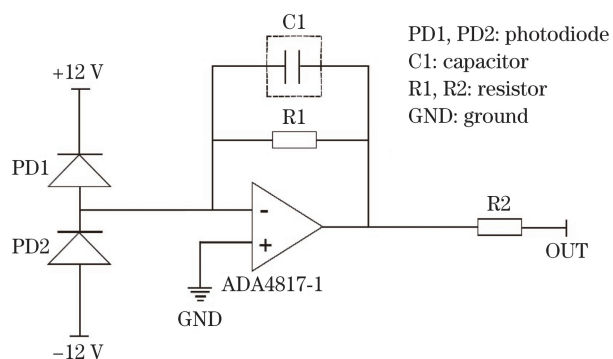 C1
PD1, PD2: photodiode
C1: capacitor
R1, R2: resistor
GND: ground
+12 V
R1
PD1
-
R2
PD2
+
OUT
ADA4817-1
GND
−12 V